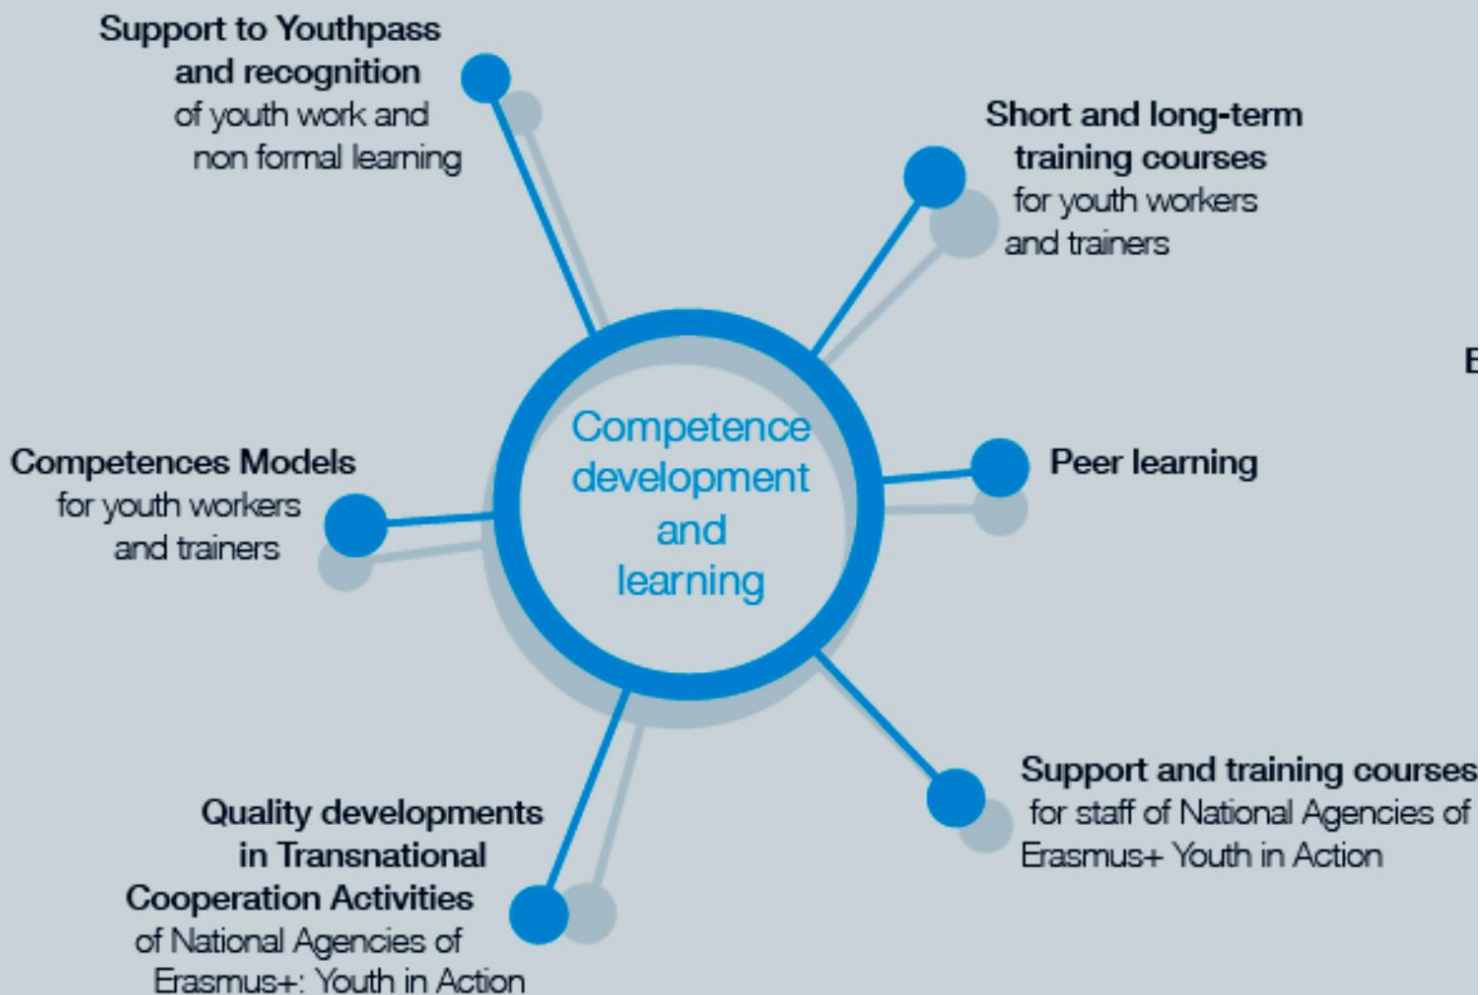 Support to Youthpass
and recognition
of youth work and
non formal learning
Short and long-term
training courses
for youth workers
and trainers
Competence
development
and
learning
Competences Models
for youth workers
and trainers
Peer learning
Quality developments
in Transnational
Cooperation Activities
of National Agencies of
Erasmus+: Youth in Action
Support and training courses
for staff of National Agencies of
Erasmus+ Youth in Action